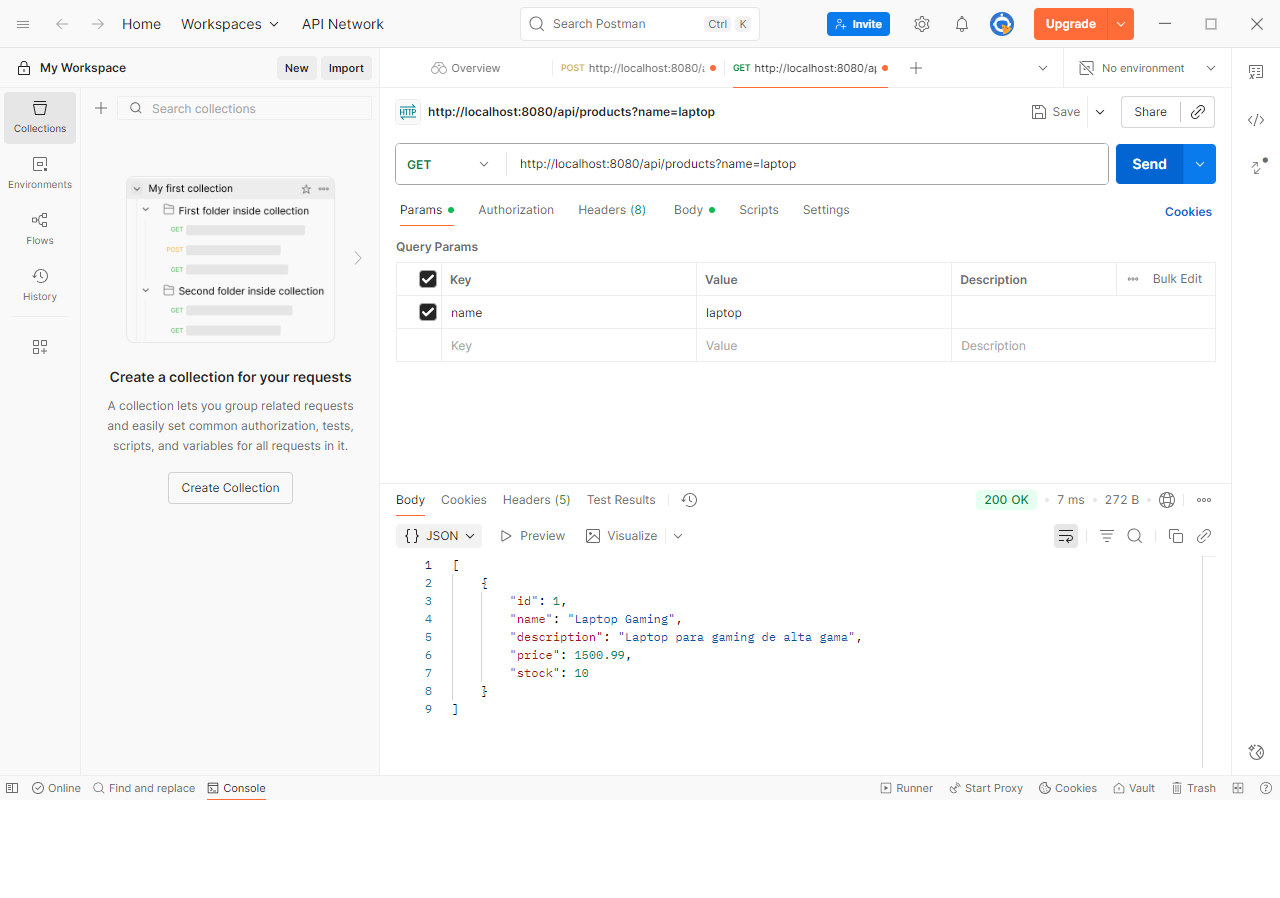 Home Workspaces API Network Search Postman Ctrl K Invite Upgrade
My Workspace New Import Overview POST http://localhost:8080/a GET http://localhost:8080/ap No environment
Search collections
HTTP http://localhost:8080/api/products?name=laptop Save Share
Collections
Environments
Flows
History
My first collection
First folder inside collection
GET
POST
GET
Second folder inside collection
GET
GET
Create a collection for your requests
A collection lets you group related requests
and easily set common authorization, tests,
scripts, and variables for all requests in it.
Create Collection
GET http://localhost:8080/api/products?name=laptop Send
Params Authorization Headers (8) Body Scripts Settings Cookies
Query Params
Key Value Description Bulk Edit
name laptop
Key Value Description
Body Cookies Headers (5) Test Results 200 OK 7 ms 272 B
{} JSON Preview Visualize
1 [
2 {
3 "id": 1,
4 "name": "Laptop Gaming",
5 "description": "Laptop para gaming de alta gama",
6 "price": 1500.99,
7 "stock": 10
8 }
9 ]
Online Find and replace Console Runner Start Proxy Cookies Vault Trash